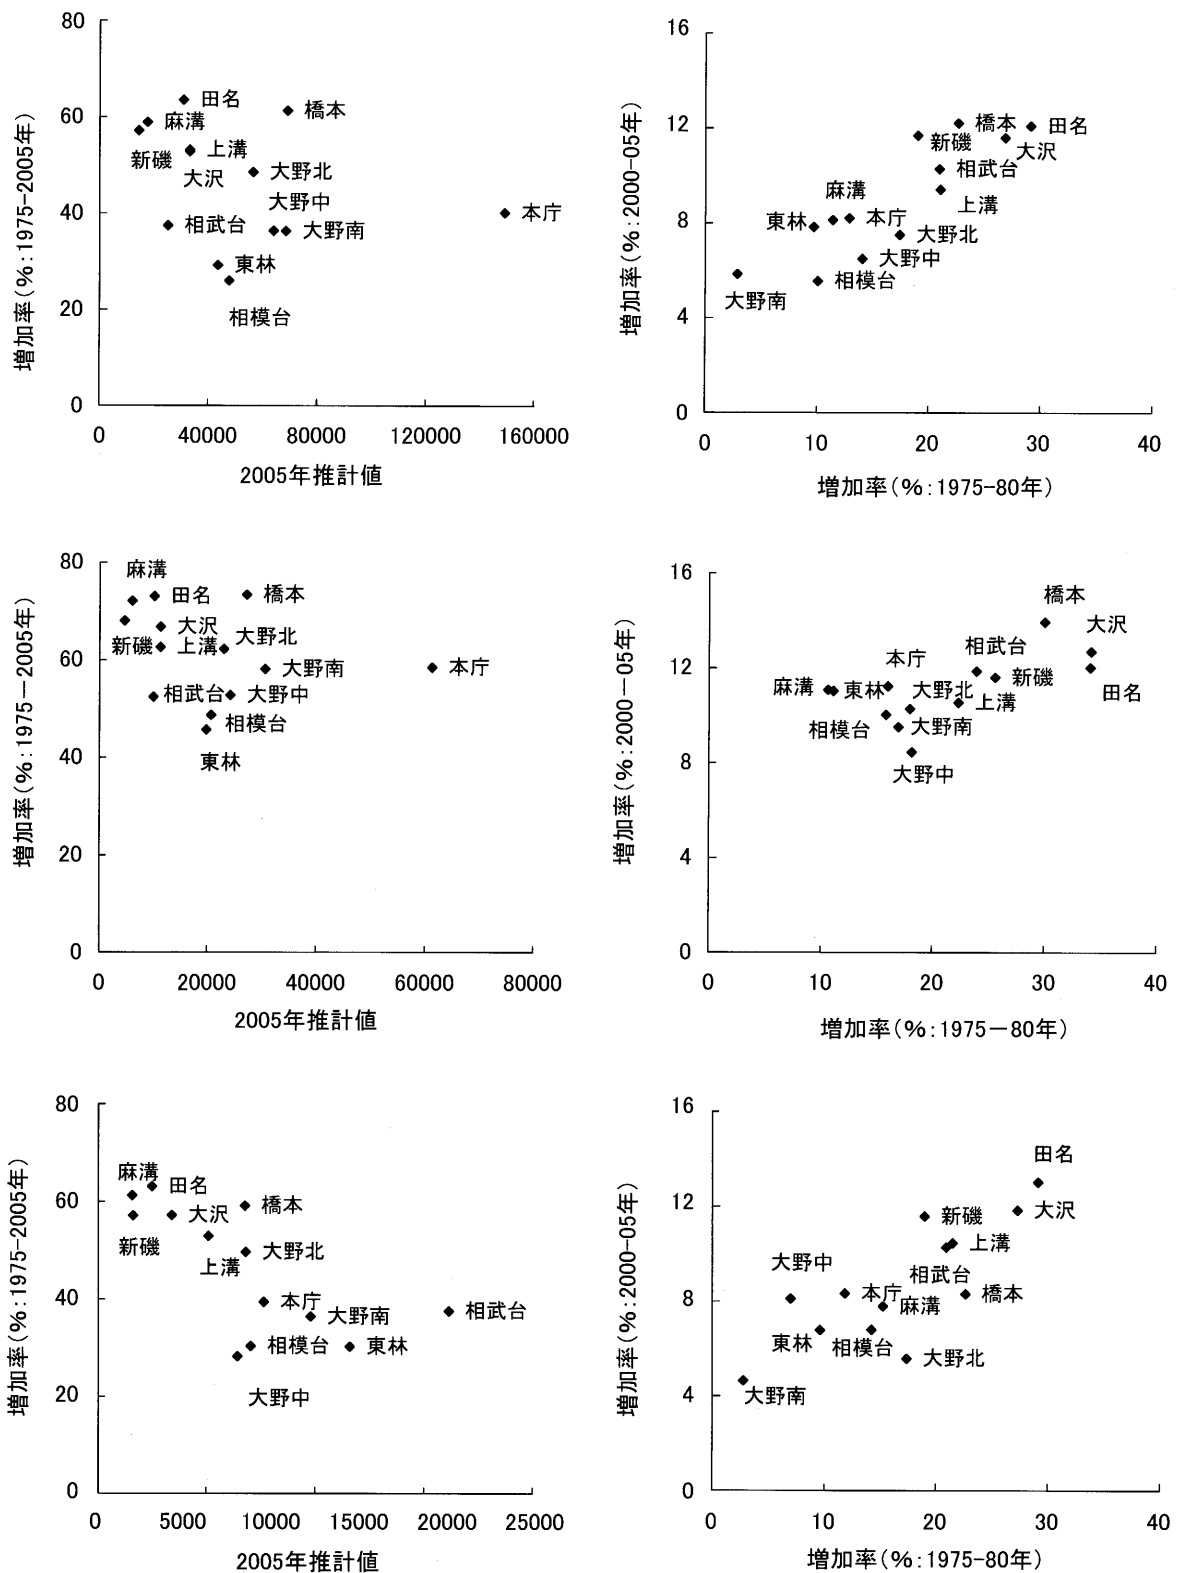 80
60
40
20
0
増加率(%:1975-2005年)
田名
橋本
麻溝
新磯
上溝
大沢
大野北
大野中
相武台
大野南
本庁
東林
相模台
0
40000
80000
120000
160000
2005年推計値
16
12
8
4
0
増加率(%:2000-05年)
橋本
田名
新磯
大沢
相武台
麻溝
上溝
東林
本庁
大野北
大野中
相模台
大野南
0
10
20
30
40
増加率(%:1975-80年)
80
60
40
20
0
増加率(%:1975-2005年)
麻溝
田名
橋本
大沢
新磯
上溝
大野北
大野南
本庁
相武台
大野中
相模台
東林
0
20000
40000
60000
80000
2005年推計値
16
12
8
4
0
増加率(%:2000-05年)
橋本
大沢
相武台
本庁
麻溝
東林
大野北
新磯
田名
上溝
相模台
大野南
大野中
0
10
20
30
40
増加率(%:1975-80年)
80
60
40
20
0
増加率(%:1975-2005年)
麻溝
田名
橋本
大沢
新磯
上溝
大野北
本庁
大野南
相武台
相模台
東林
大野中
0
5000
10000
15000
20000
25000
2005年推計値
16
12
8
4
0
増加率(%:2000-05年)
田名
新磯
大沢
上溝
大野中
相武台
本庁
麻溝
橋本
東林
相模台
大野北
大野南
0
10
20
30
40
増加率(%:1975-80年)